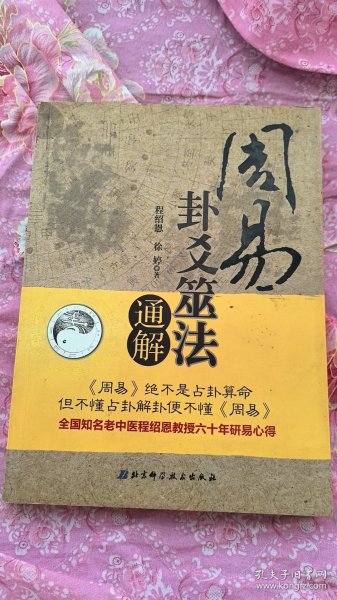 周易
卦爻筮法
通解
程绍恩 徐婷 著
《周易》绝不是占卦算命
但不懂占卦解卦便不懂《周易》
全国知名老中医程绍恩教授六十年研易心得
北京科学技术出版社
孔夫子旧书网